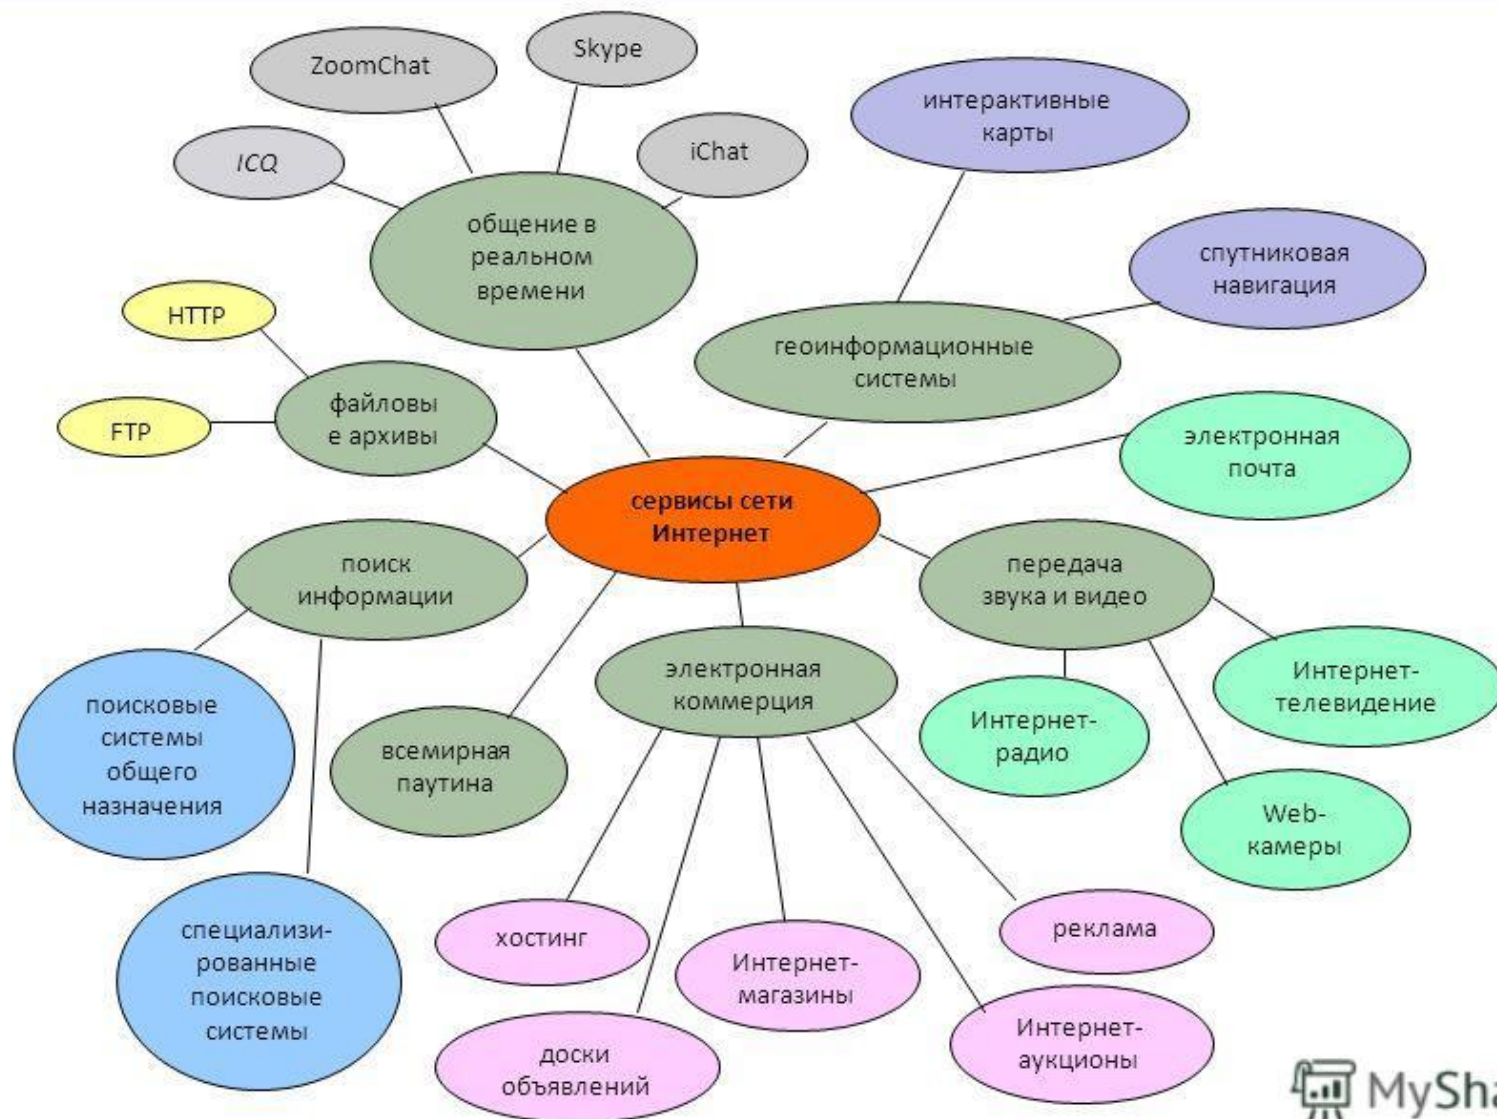 ZoomChat
Skype
ICQ
iChat
общение в
реальном
времени
интерактивные
карты
спутниковая
навигация
геоинформационные
системы
HTTP
FTP
файловы
е архивы
электронная
почта
сервисы сети
Интернет
поиск
информации
передача
звука и видео
поисковые
системы
общего
назначения
специализи-
рованные
поисковые
системы
всемирная
паутина
электронная
коммерция
Интернет-
радио
Интернет-
телевидение
Web-
камеры
хостинг
доски
объявлений
Интернет-
магазины
реклама
Интернет-
аукционы
MySha